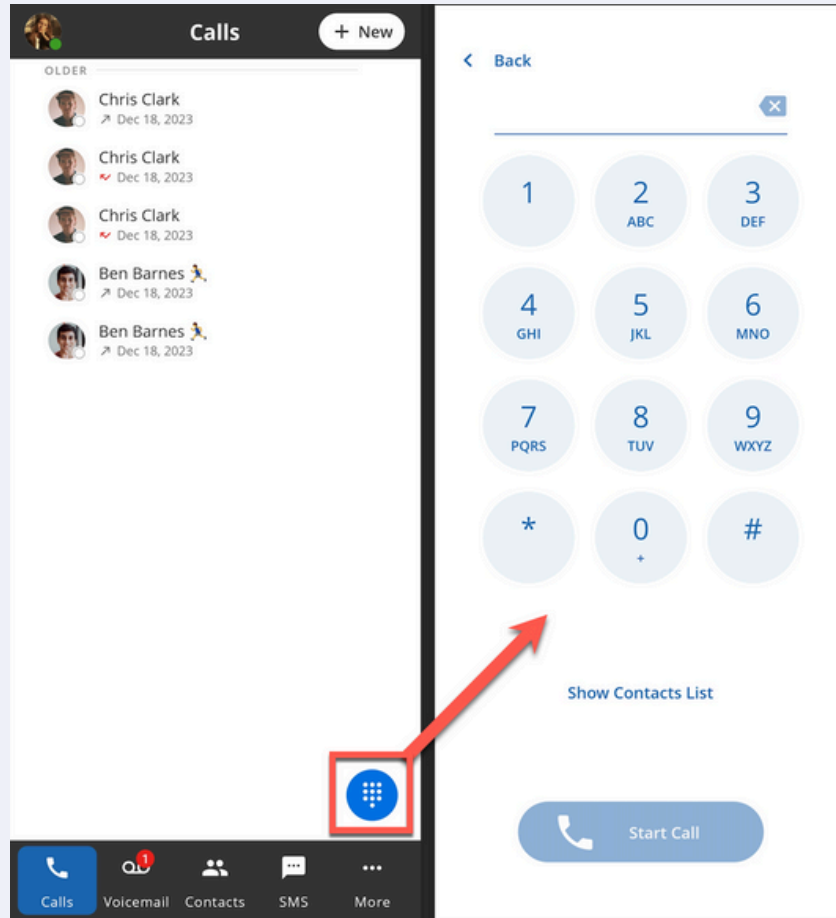 Calls
+ New
OLDER
Chris Clark
Dec 18, 2023
Chris Clark
Dec 18, 2023
Chris Clark
Dec 18, 2023
Ben Barnes 🏃
Dec 18, 2023
Ben Barnes 🏃
Dec 18, 2023
1
Calls Voicemail Contacts SMS More
Back
1 2 3
ABC DEF
4 5 6
GHI JKL MNO
7 8 9
PQRS TUV WXYZ
* 0 #
+
Show Contacts List
Start Call